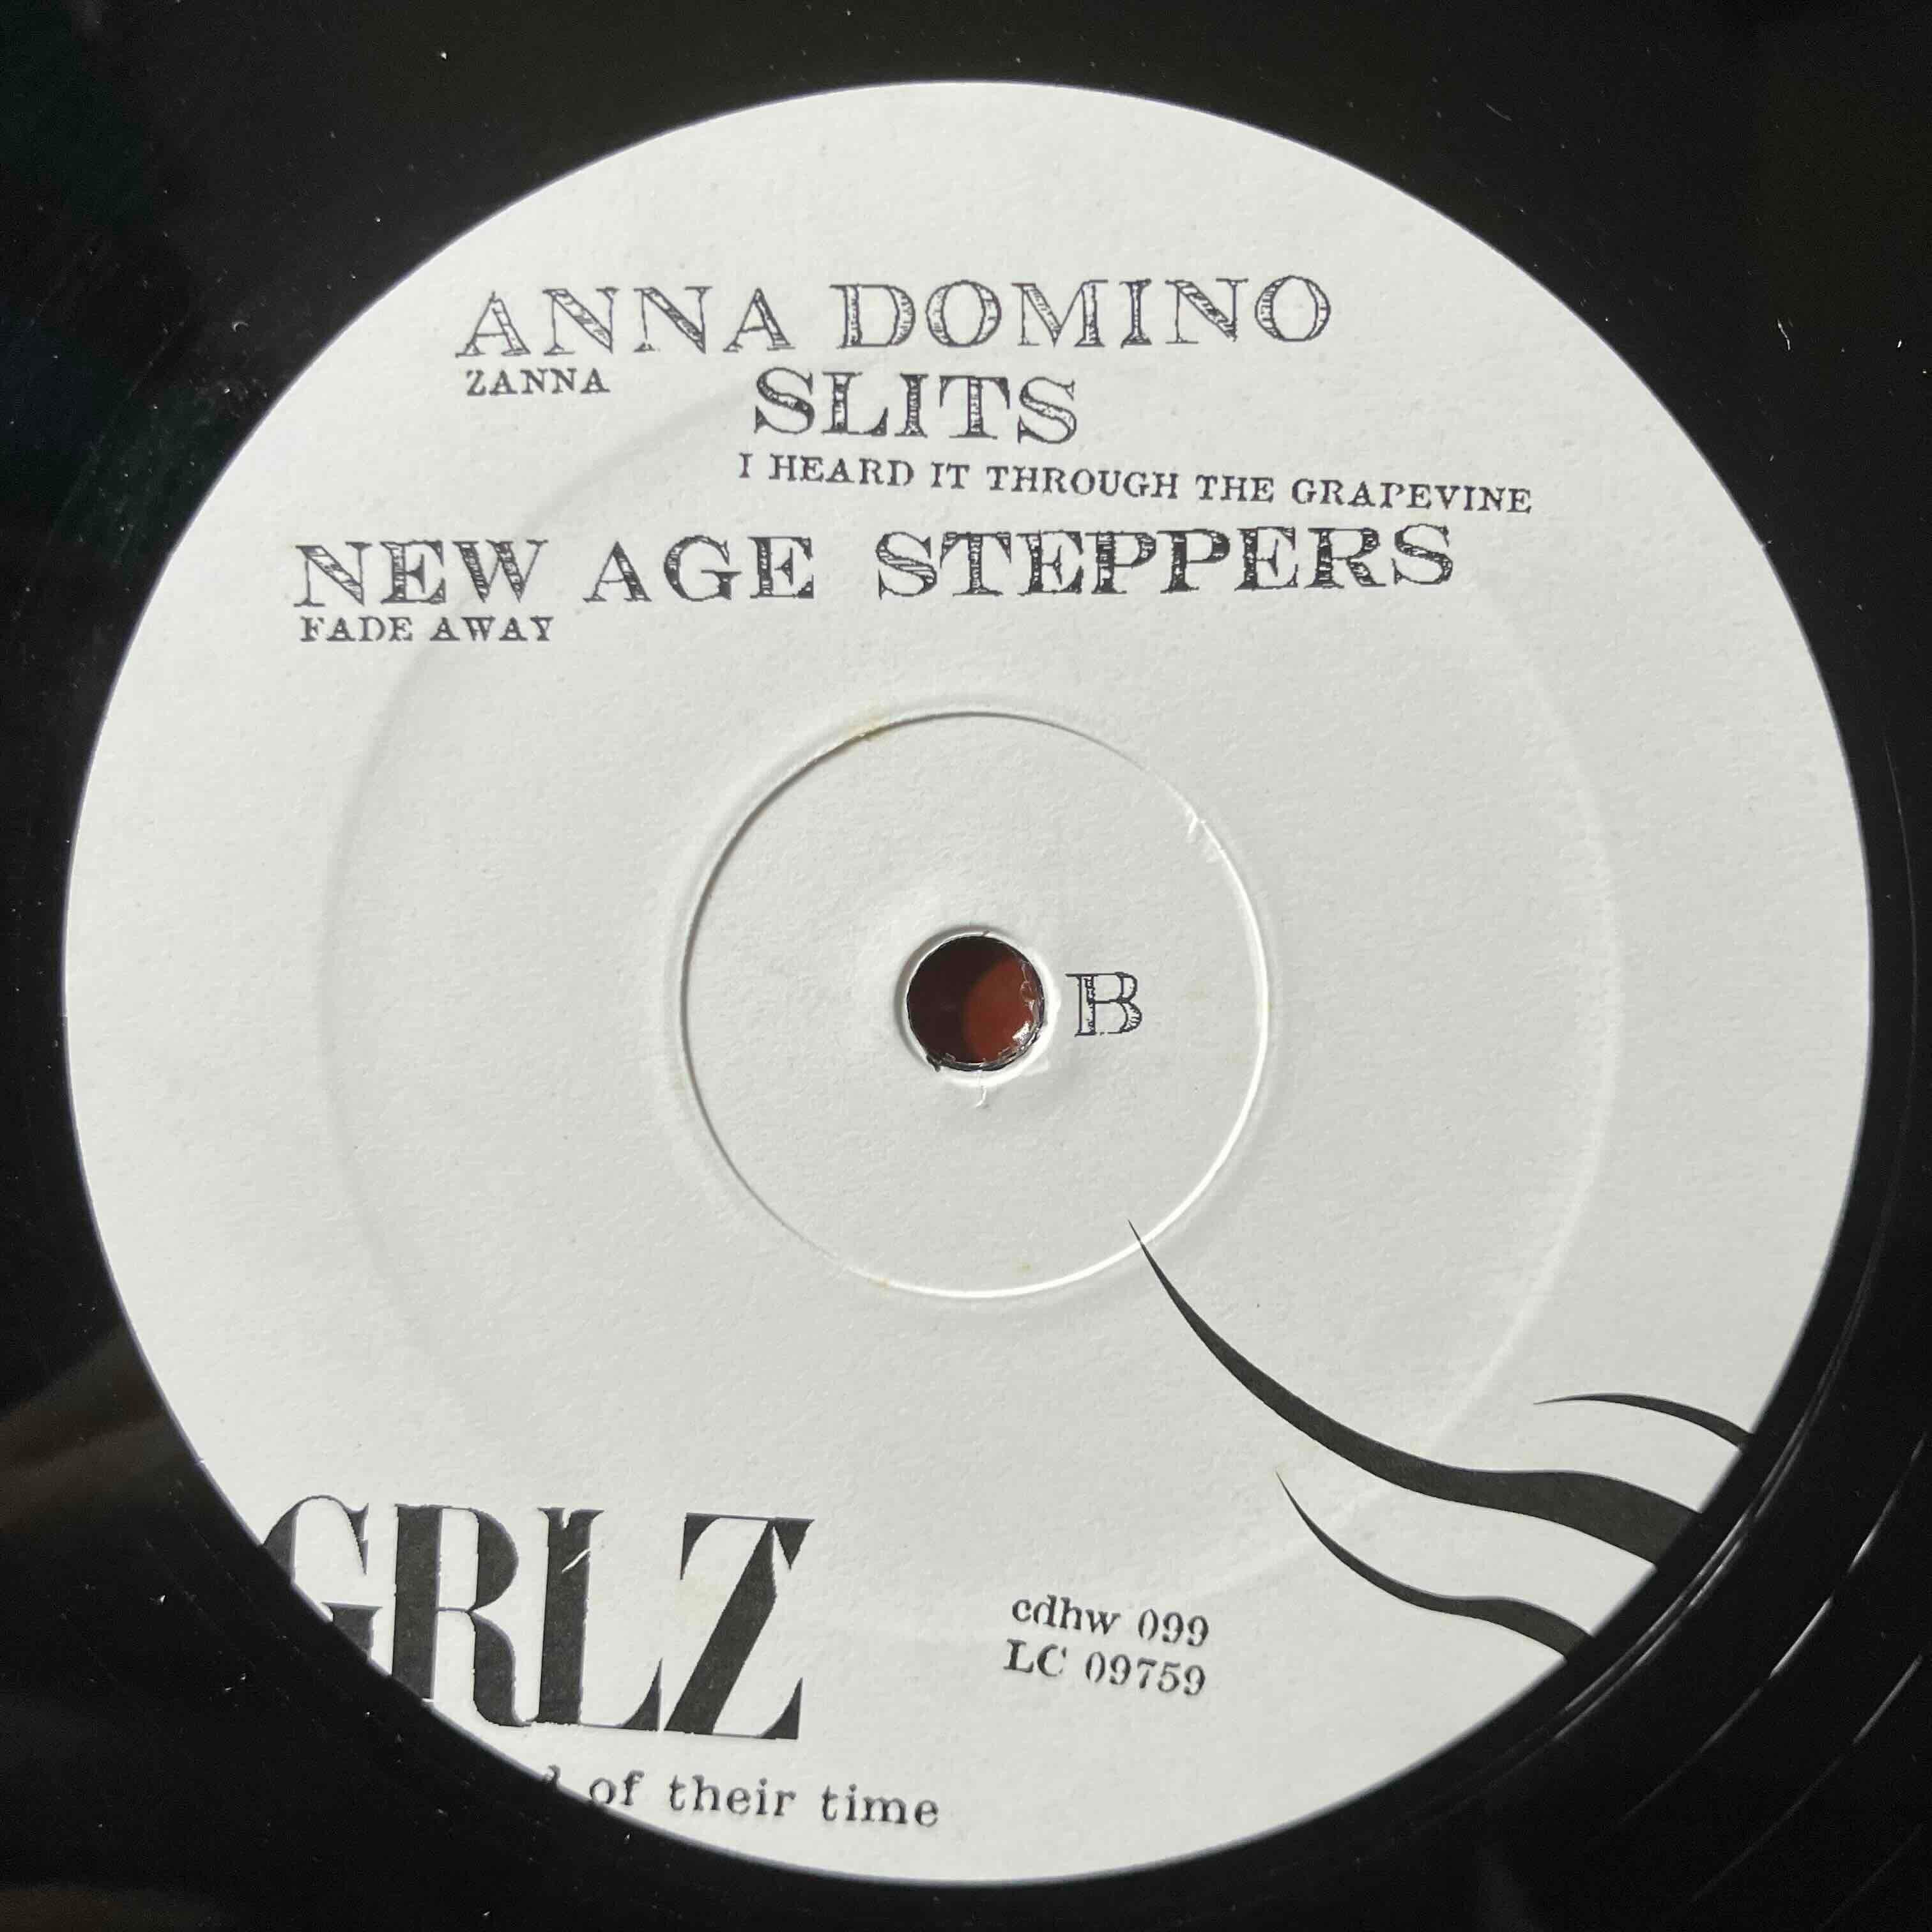 ANNA DOMINO
ZANNA
SLITS
I HEARD IT THROUGH THE GRAPEVINE
NEW AGE STEPPERS
FADE AWAY
B
GRLZ
cdhw 099
LC 09759
of their time